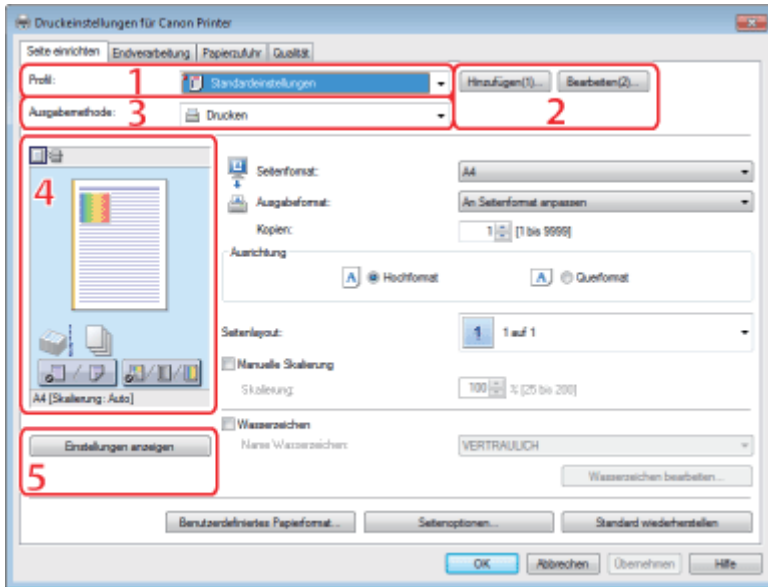 Druckeinstellungen für Canon Printer
Seite einrichten Endverarbeitung Papierzufuhr Qualität
Profil: 1 Standardeinstellungen Hinzufügen(1)... Bearbeiten(2)...
2
Ausgabemethode: 3 Drucken
4
Seitenformat: A4
Ausgabeformat: An Seitenformat anpassen
Kopien: 1 [1 bis 9999]
Ausrichtung
A Hochformat A Querformat
Seitenlayout: 1 1 auf 1
Manuelle Skalierung
Skalierung: 100 % [25 bis 200]
A4 [Skalierung: Auto]
Wasserzeichen
Einstellungen anzeigen Name Wasserzeichen: VERTRAULICH
5
Wasserzeichen bearbeiten...
Benutzerdefiniertes Papierformat... Seitenoptionen... Standard wiederherstellen
OK Abbrechen Übernehmen Hilfe